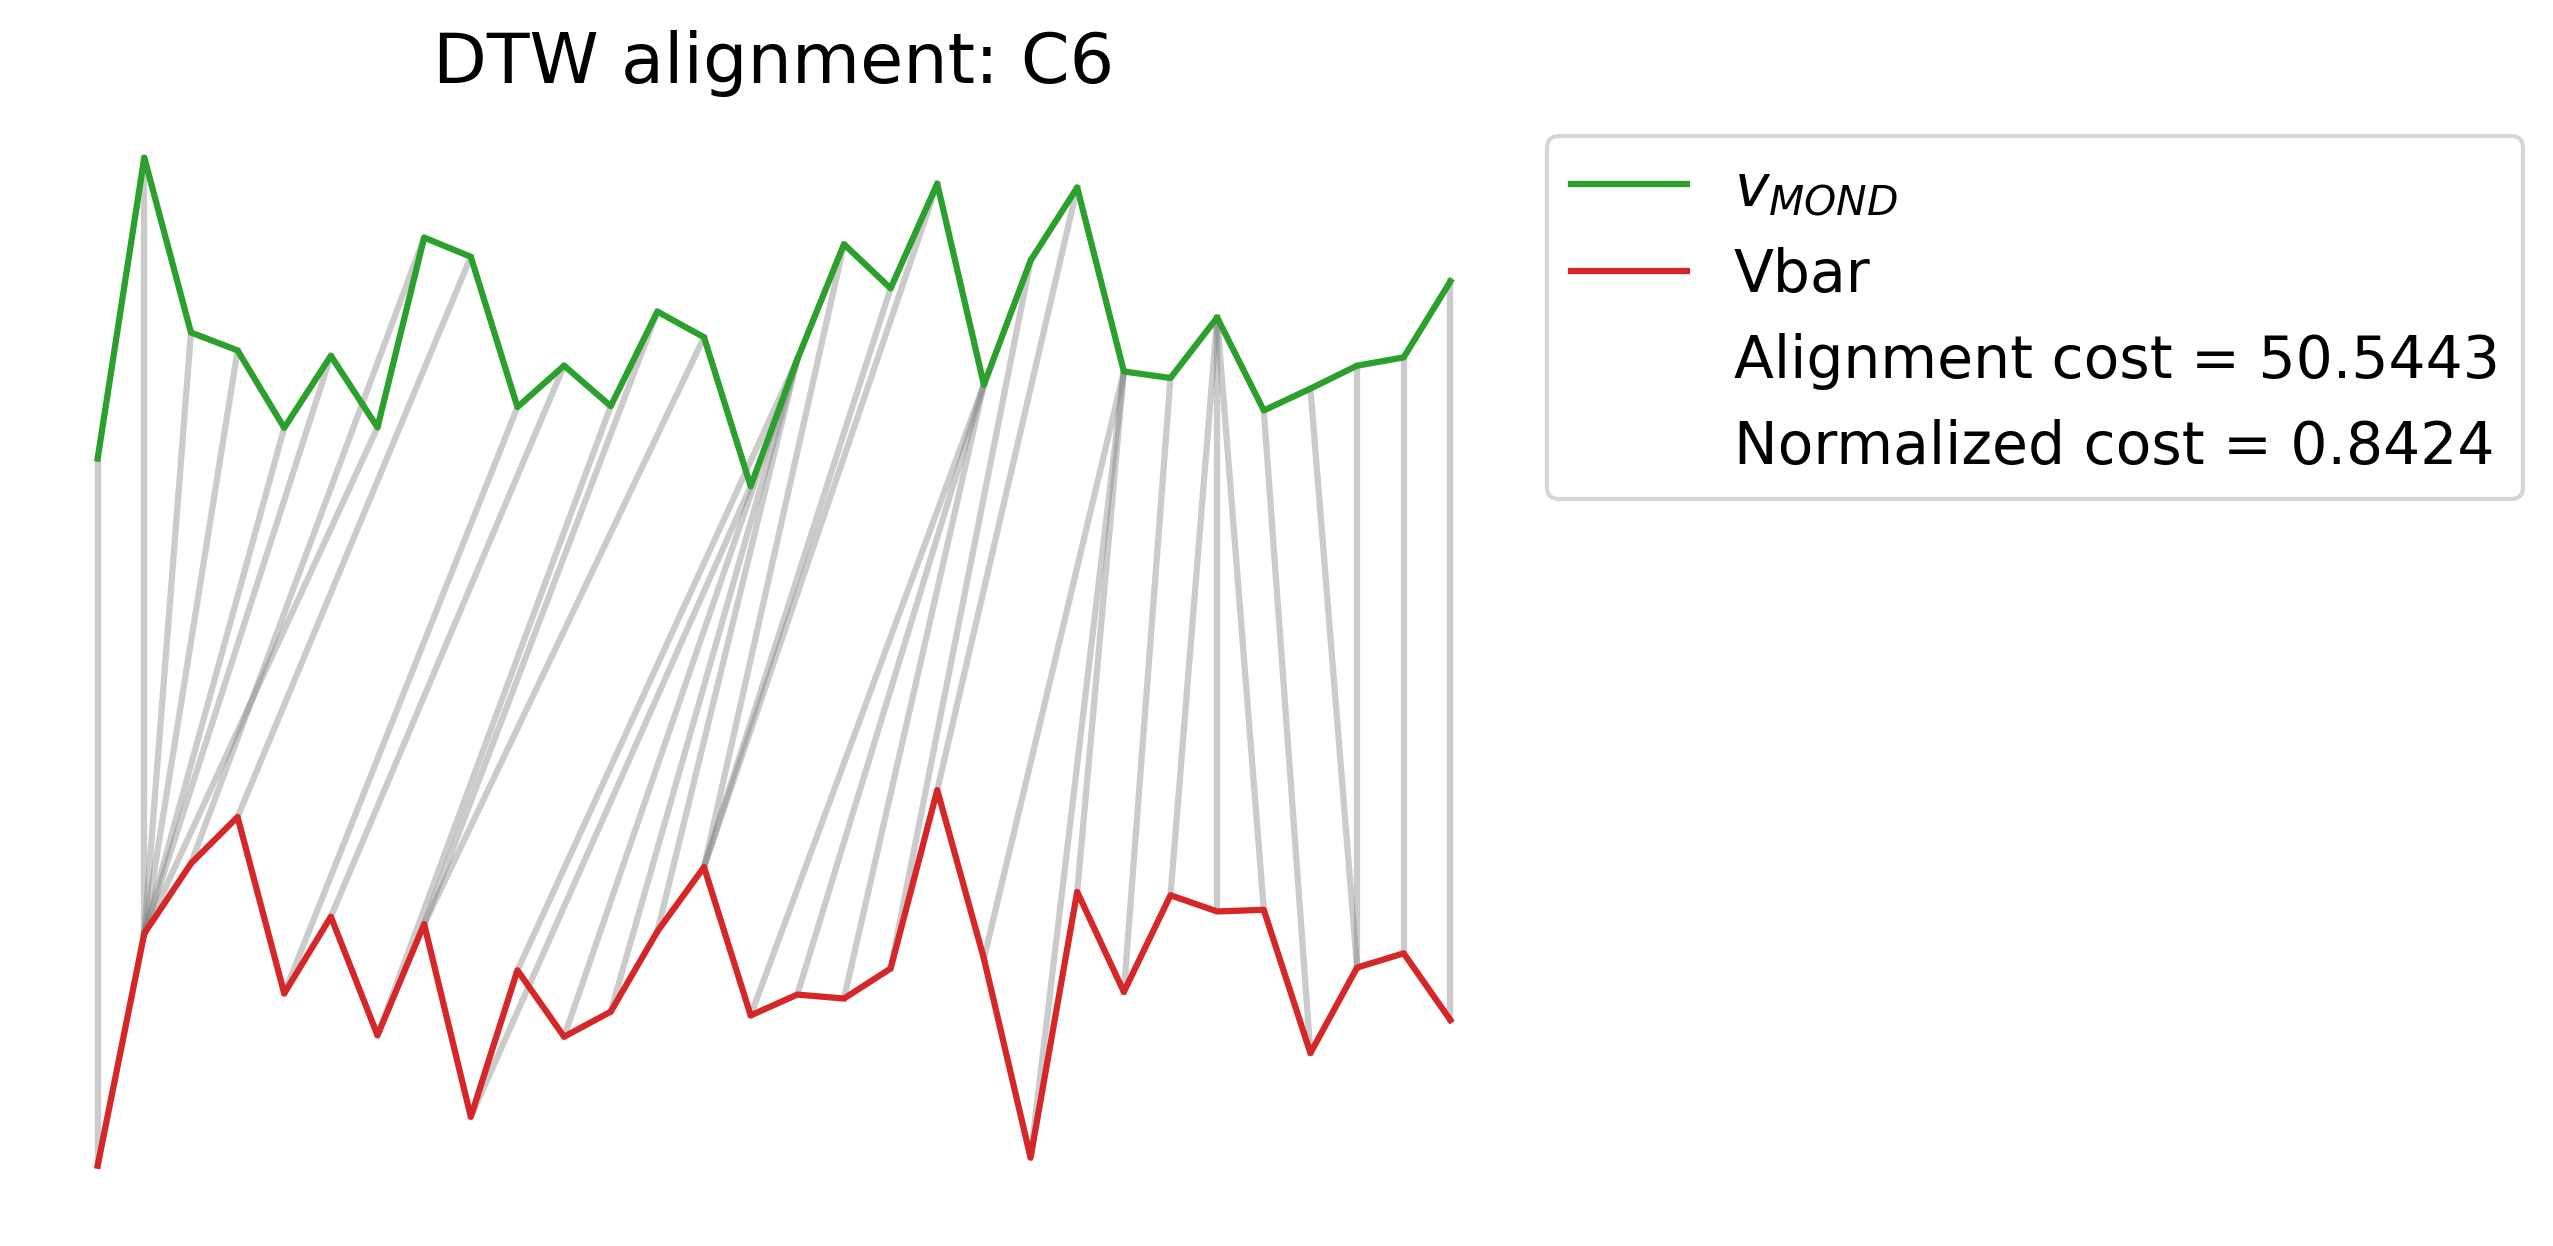 DTW alignment: C6
v_MOND
Vbar
Alignment cost = 50.5443
Normalized cost = 0.8424